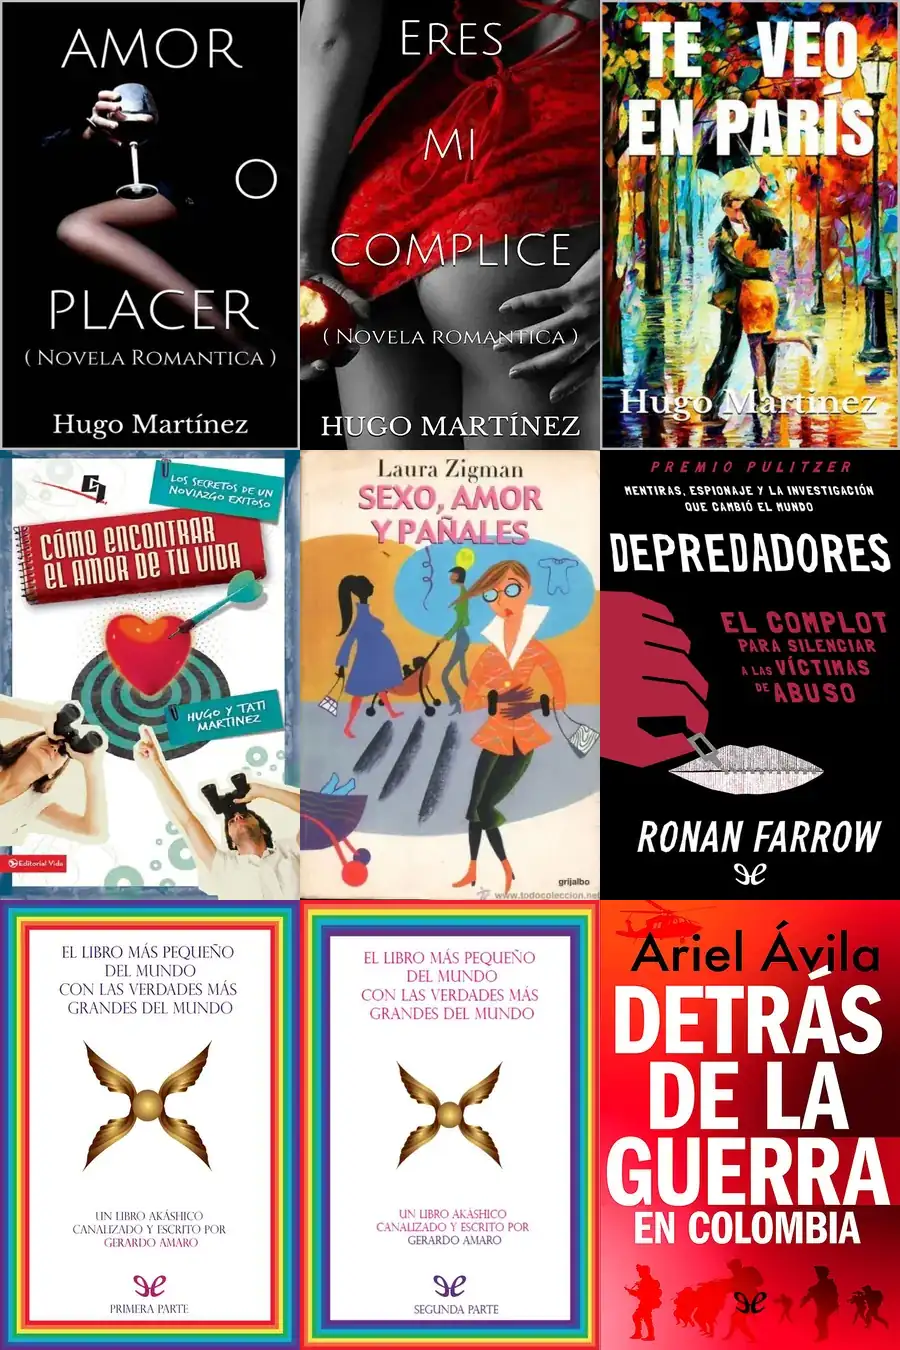 AMOR
O
PLACER
( NOVELA ROMANTICA )
Hugo Martínez
ERES
MI
COMPLICE
( NOVELA ROMANTICA )
HUGO MARTÍNEZ
TE VEO
EN PARÍS
Hugo Martinez
LOS SECRETOS DE UN
NOVIAZGO EXITOSO
CÓMO ENCONTRAR
EL AMOR DE TU VIDA
HUGO Y TATI
MARTÍNEZ
Editorial Vida
Laura Zigman
SEXO, AMOR
Y PAÑALES
grijalbo
www.todocoleccion.net
PREMIO PULITZER
MENTIRAS, ESPIONAJE Y LA INVESTIGACIÓN
QUE CAMBIÓ EL MUNDO
DEPREDADORES
EL COMPLOT
PARA SILENCIAR
A LAS VÍCTIMAS
DE ABUSO
RONAN FARROW
EL LIBRO MÁS PEQUEÑO
DEL MUNDO
CON LAS VERDADES MÁS
GRANDES DEL MUNDO
UN LIBRO AKÁSHICO
CANALIZADO Y ESCRITO POR
GERARDO AMARO
PRIMERA PARTE
EL LIBRO MÁS PEQUEÑO
DEL MUNDO
CON LAS VERDADES MÁS
GRANDES DEL MUNDO
UN LIBRO AKÁSHICO
CANALIZADO Y ESCRITO POR
GERARDO AMARO
SEGUNDA PARTE
Ariel Ávila
DETRÁS
DE LA
GUERRA
EN COLOMBIA